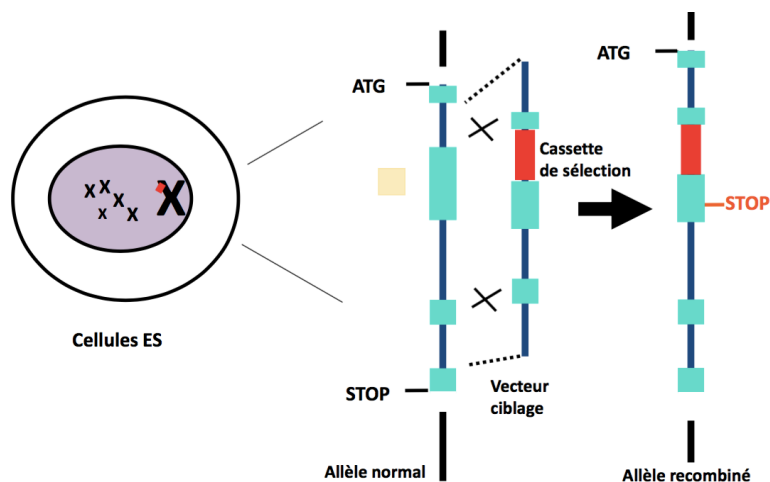 ATG
ATG
Cassette
de sélection
STOP
Cellules ES
STOP
Vecteur
ciblage
Allèle normal
Allèle recombiné